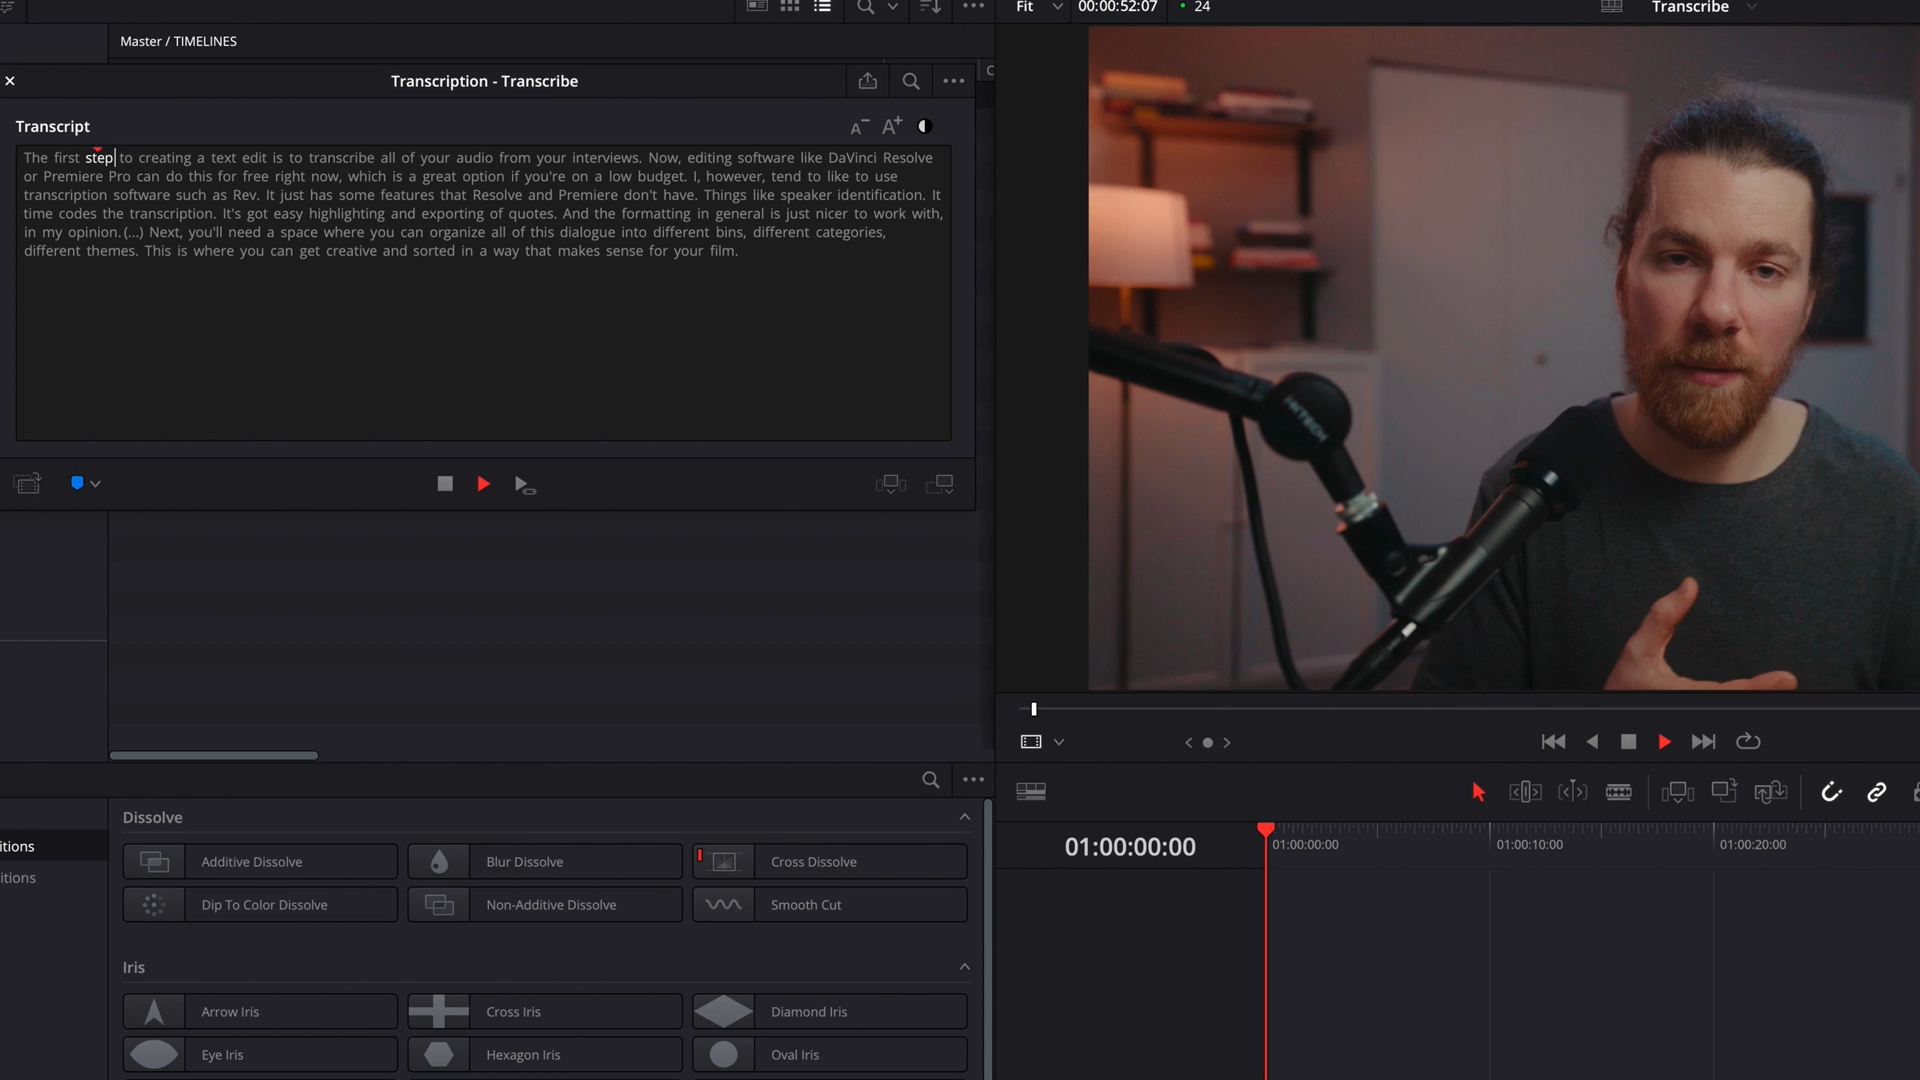 Master / TIMELINES
Fit
00:00:52:07
24
Transcribe
Transcription - Transcribe
Transcript
The first step to creating a text edit is to transcribe all of your audio from your interviews. Now, editing software like DaVinci Resolve
or Premiere Pro can do this for free right now, which is a great option if you're on a low budget. I, however, tend to like to use
transcription software such as Rev. It just has some features that Resolve and Premiere don't have. Things like speaker identification. It
time codes the transcription. It's got easy highlighting and exporting of quotes. And the formatting in general is just nicer to work with,
in my opinion. (...) Next, you'll need a space where you can organize all of this dialogue into different bins, different categories,
different themes. This is where you can get creative and sorted in a way that makes sense for your film.
itions
itions
Dissolve
Additive Dissolve
Blur Dissolve
Cross Dissolve
Dip To Color Dissolve
Non-Additive Dissolve
Smooth Cut
Iris
Arrow Iris
Cross Iris
Diamond Iris
Eye Iris
Hexagon Iris
Oval Iris
01:00:00:00
01:00:00:00
01:00:10:00
01:00:20:00